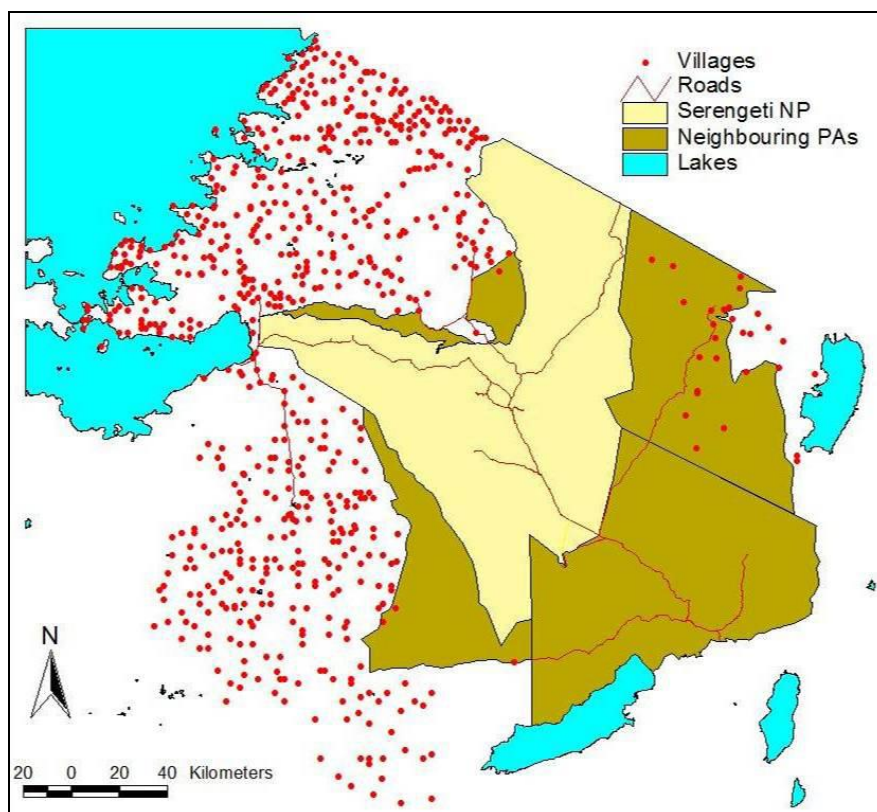 Villages
Roads
Serengeti NP
Neighbouring PAs
Lakes
N
20 0 20 40 Kilometers